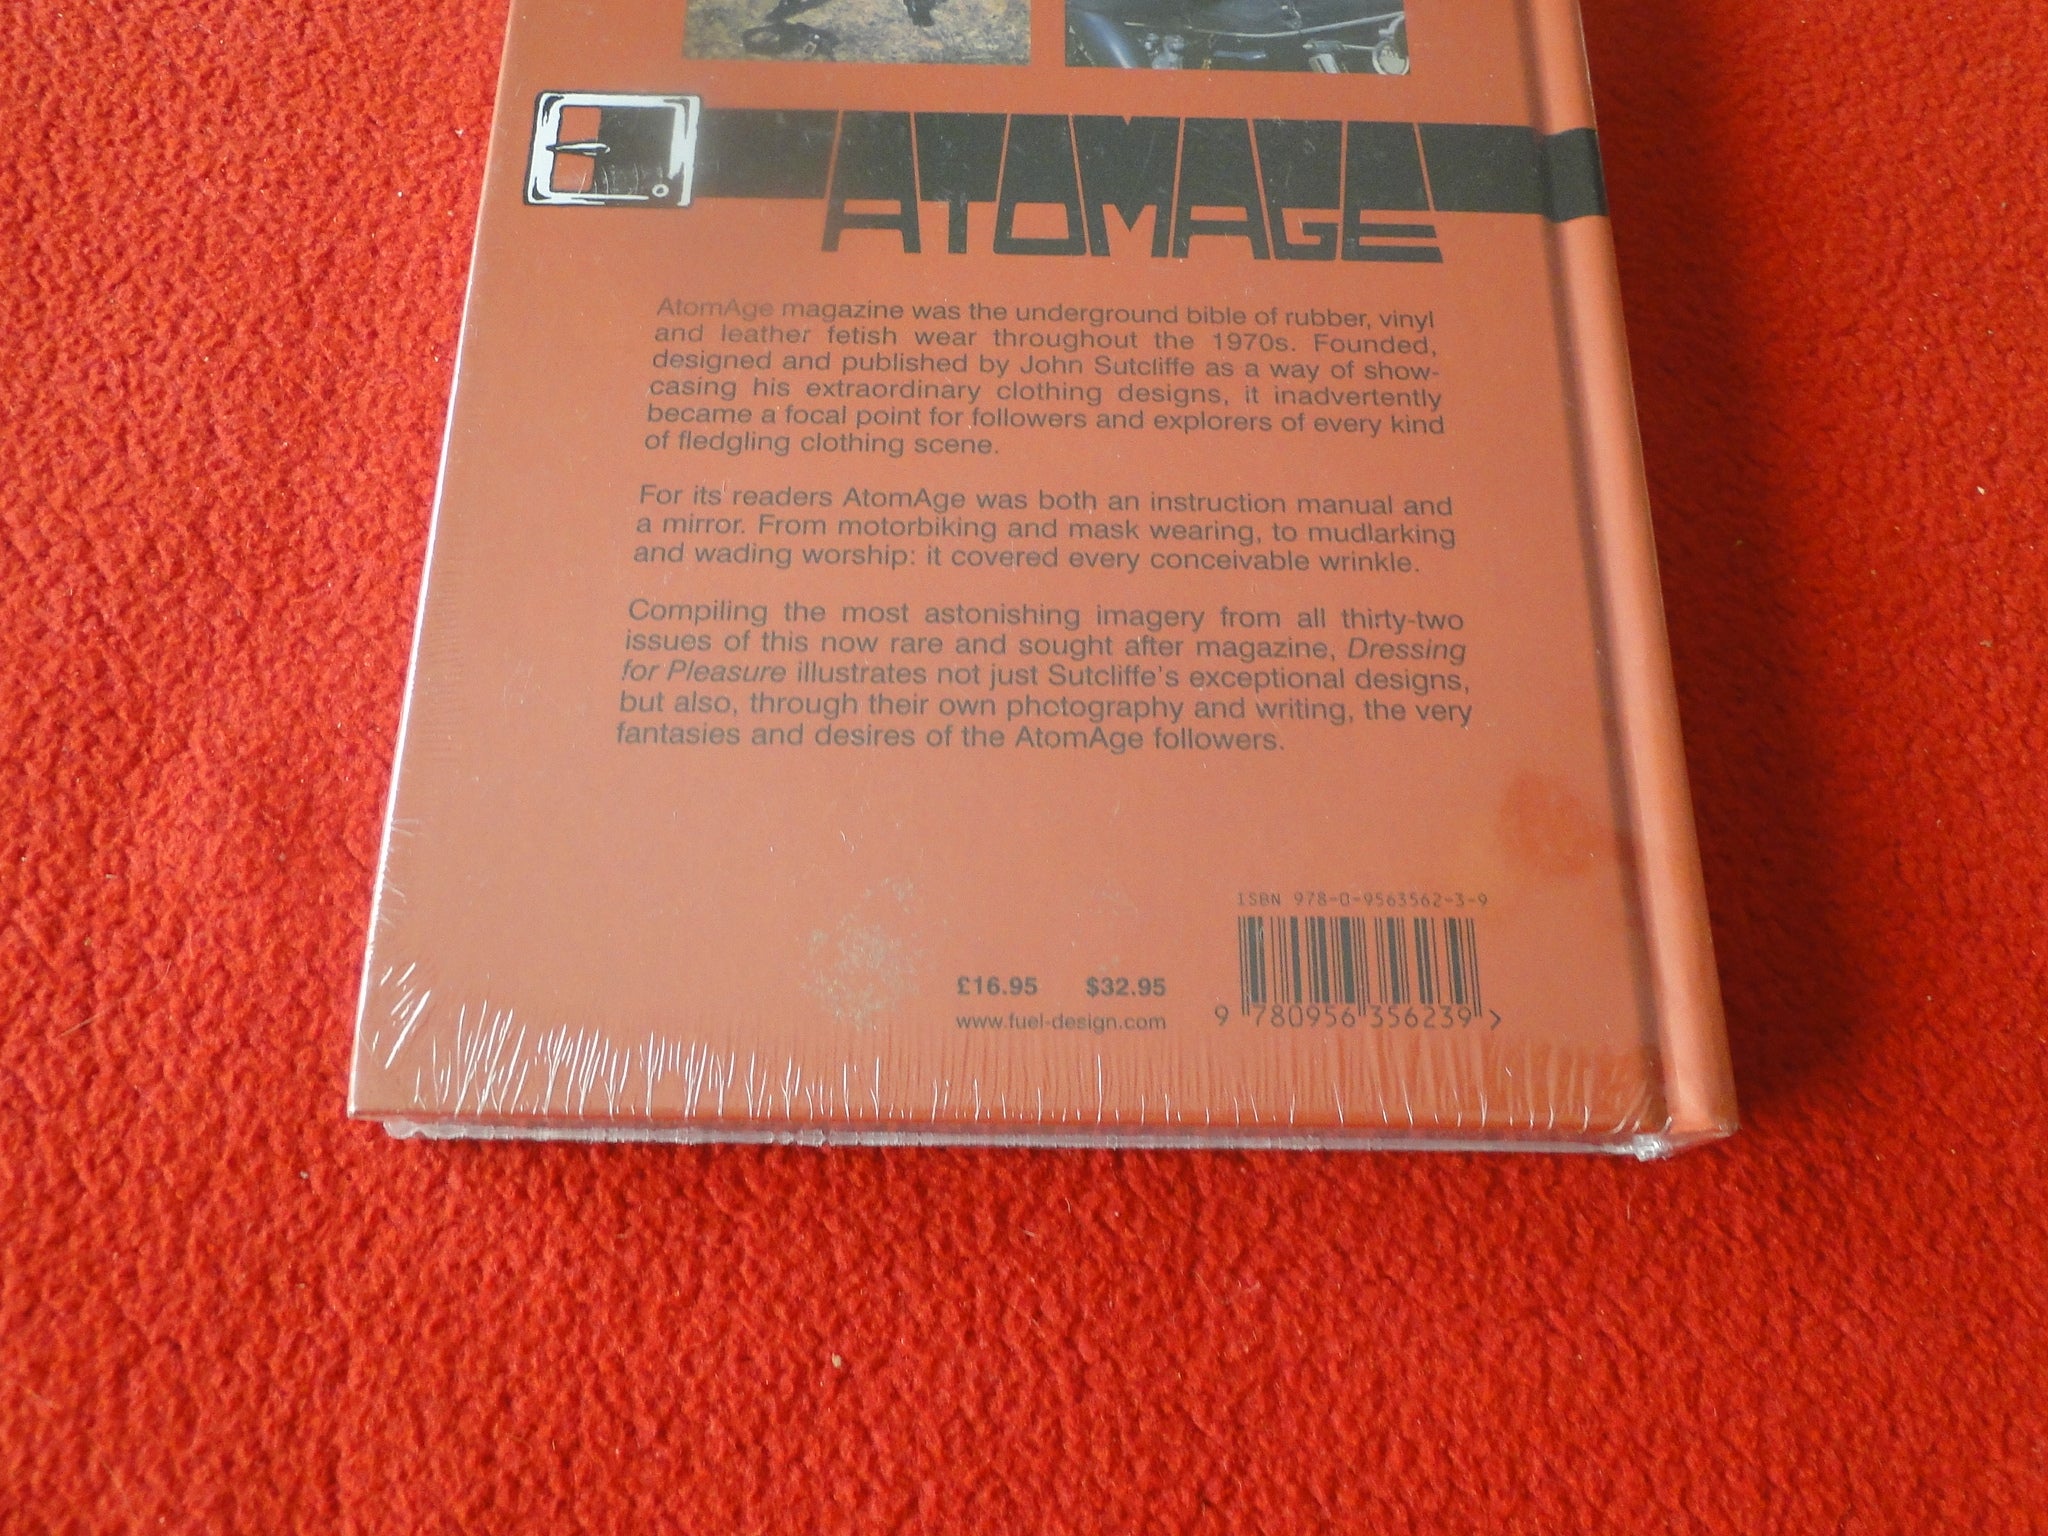 ATOMAGE
AtomAge magazine was the underground bible of rubber, vinyl
and leather fetish wear throughout the 1970s. Founded,
designed and published by John Sutcliffe as a way of show-
casing his extraordinary clothing designs, it inadvertently
became a focal point for followers and explorers of every kind
of fledgling clothing scene.
For its readers AtomAge was both an instruction manual and
a mirror. From motorbiking and mask wearing, to mudlarking
and wading worship: it covered every conceivable wrinkle.
Compiling the most astonishing imagery from all thirty-two
issues of this now rare and sought after magazine, Dressing
for Pleasure illustrates not just Sutcliffe's exceptional designs,
but also, through their own photography and writing, the very
fantasies and desires of the AtomAge followers.
ISBN 978-0-9563562-3-9
£16.95 $32.95
www.fuel-design.com
9 780956 356239 >